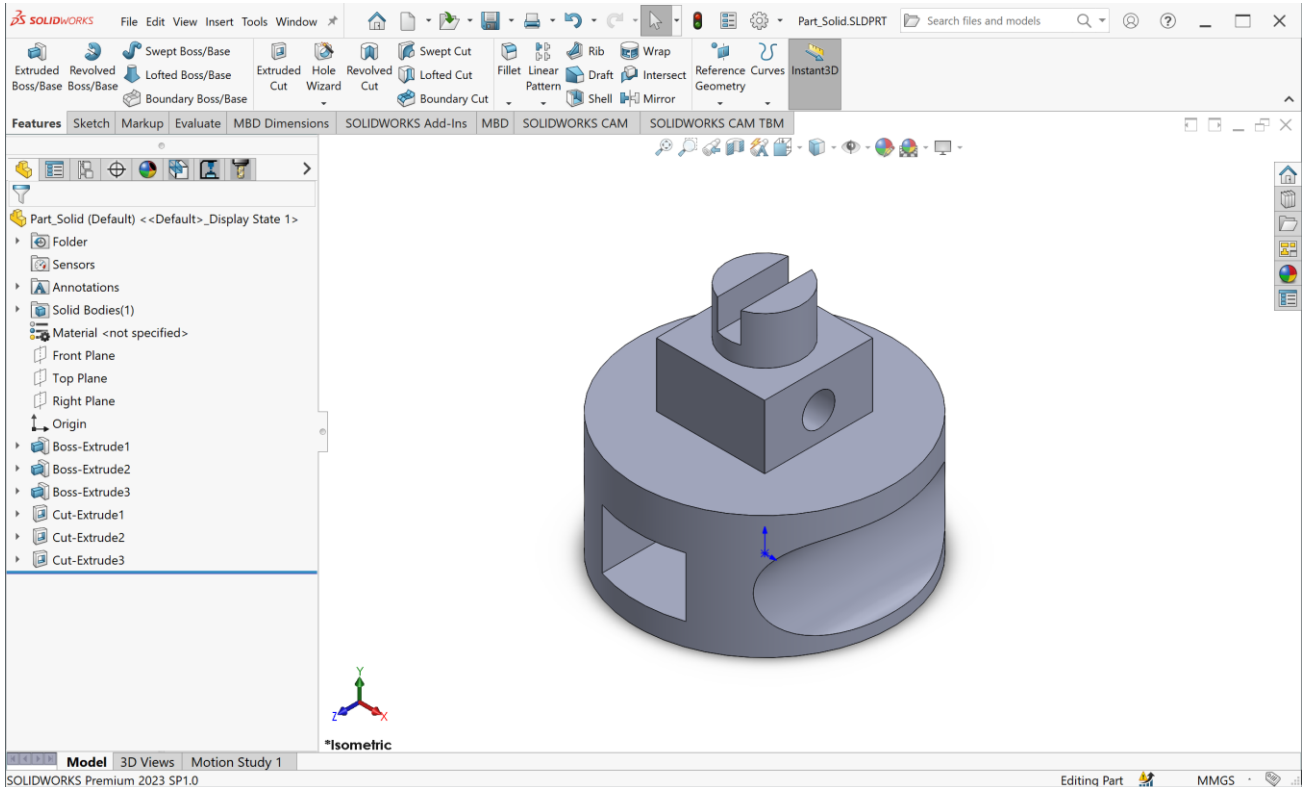 SOLIDWORKS File Edit View Insert Tools Window Part_Solid.SLDPRT Search files and models
Extruded Boss/Base
Revolved Boss/Base
Swept Boss/Base
Lofted Boss/Base
Boundary Boss/Base
Extruded Cut
Hole Wizard
Revolved Cut
Swept Cut
Lofted Cut
Boundary Cut
Fillet
Linear Pattern
Rib
Draft
Shell
Wrap
Intersect
Mirror
Reference Geometry
Curves
Instant3D
Features Sketch Markup Evaluate MBD Dimensions SOLIDWORKS Add-Ins MBD SOLIDWORKS CAM SOLIDWORKS CAM TBM
Part_Solid (Default) <<Default>_Display State 1>
Folder
Sensors
Annotations
Solid Bodies(1)
Material <not specified>
Front Plane
Top Plane
Right Plane
Origin
Boss-Extrude1
Boss-Extrude2
Boss-Extrude3
Cut-Extrude1
Cut-Extrude2
Cut-Extrude3
Y
Z X
*Isometric
Model 3D Views Motion Study 1
SOLIDWORKS Premium 2023 SP1.0 Editing Part MMGS